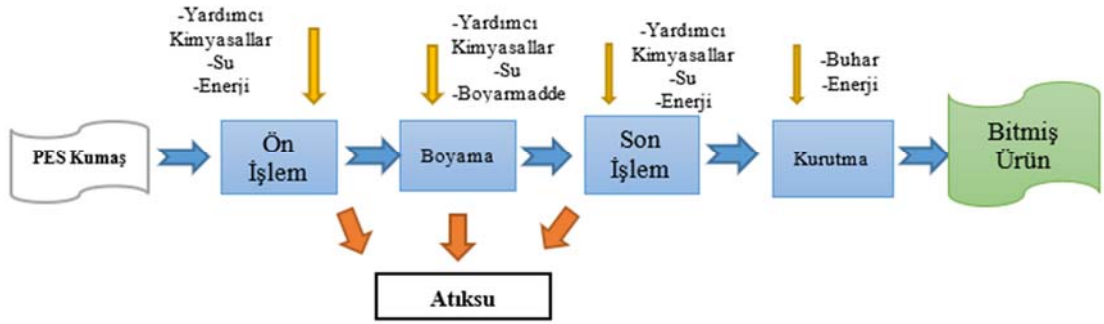 -Yardımcı
Kimyasallar
-Su
-Enerji
-Yardımcı
Kimyasallar
-Su
-Boyarmadde
-Yardımcı
Kimyasallar
-Su
-Enerji
-Buhar
-Enerji
PES Kumaş
Ön
İşlem
Boyama
Son
İşlem
Kurutma
Bitmiş
Ürün
Atıksu